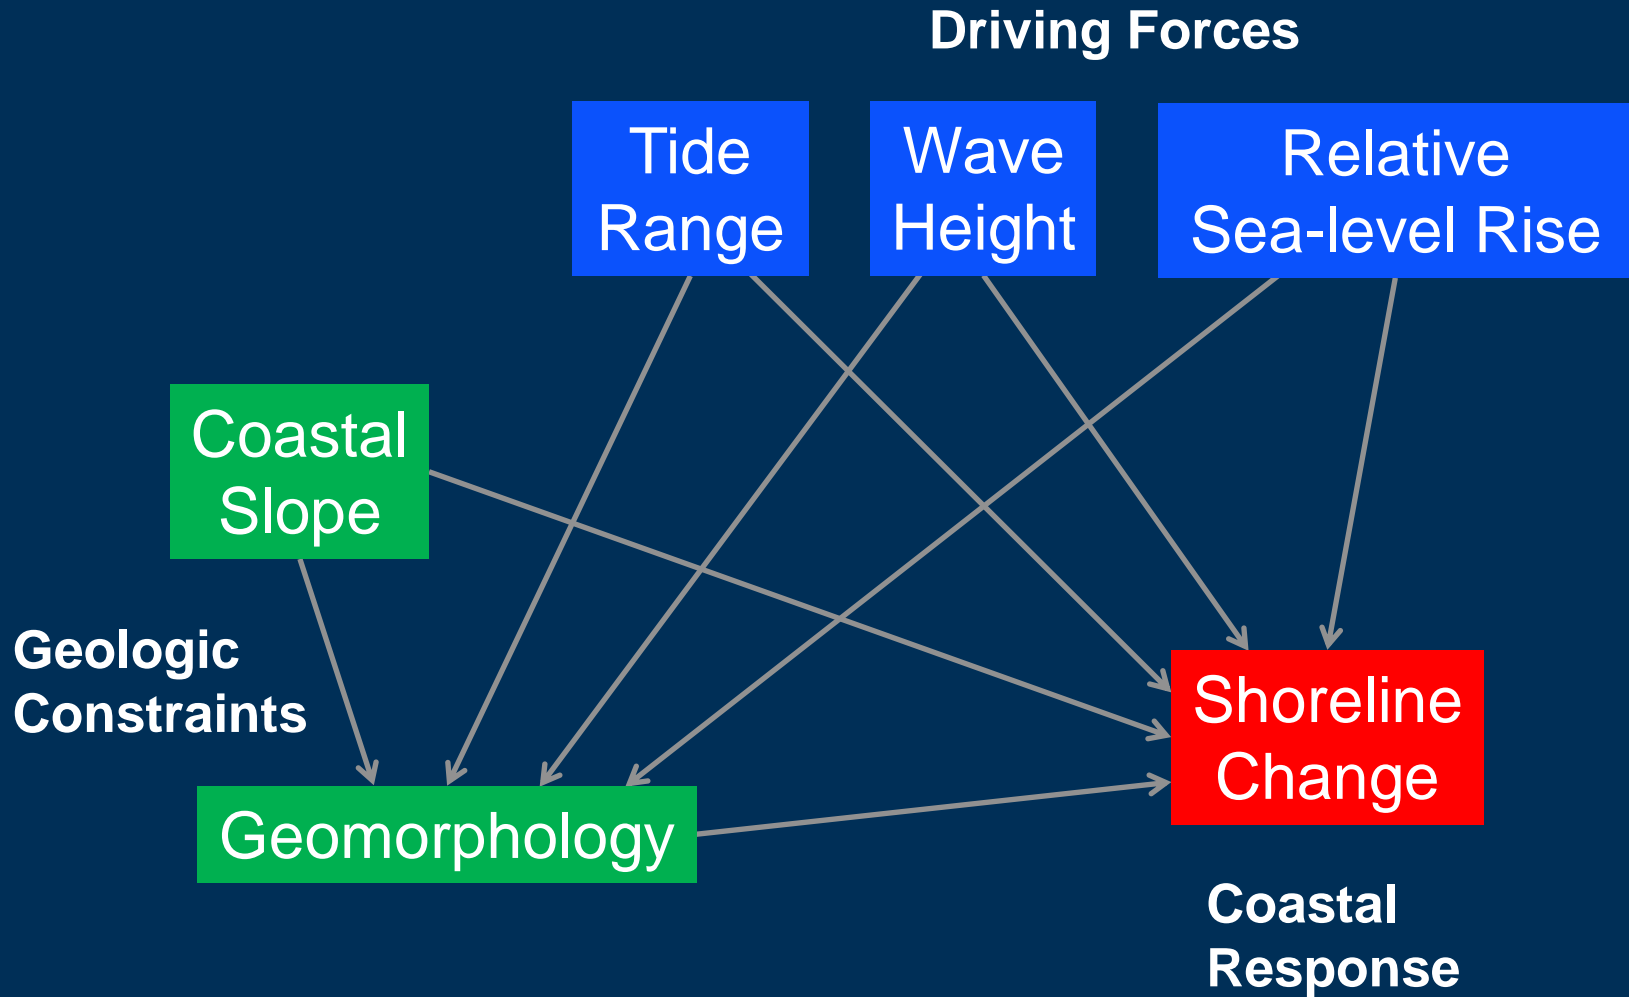 Driving Forces
Tide
Range
Wave
Height
Relative
Sea-level Rise
Coastal
Slope
Geologic
Constraints
Geomorphology
Shoreline
Change
Coastal
Response